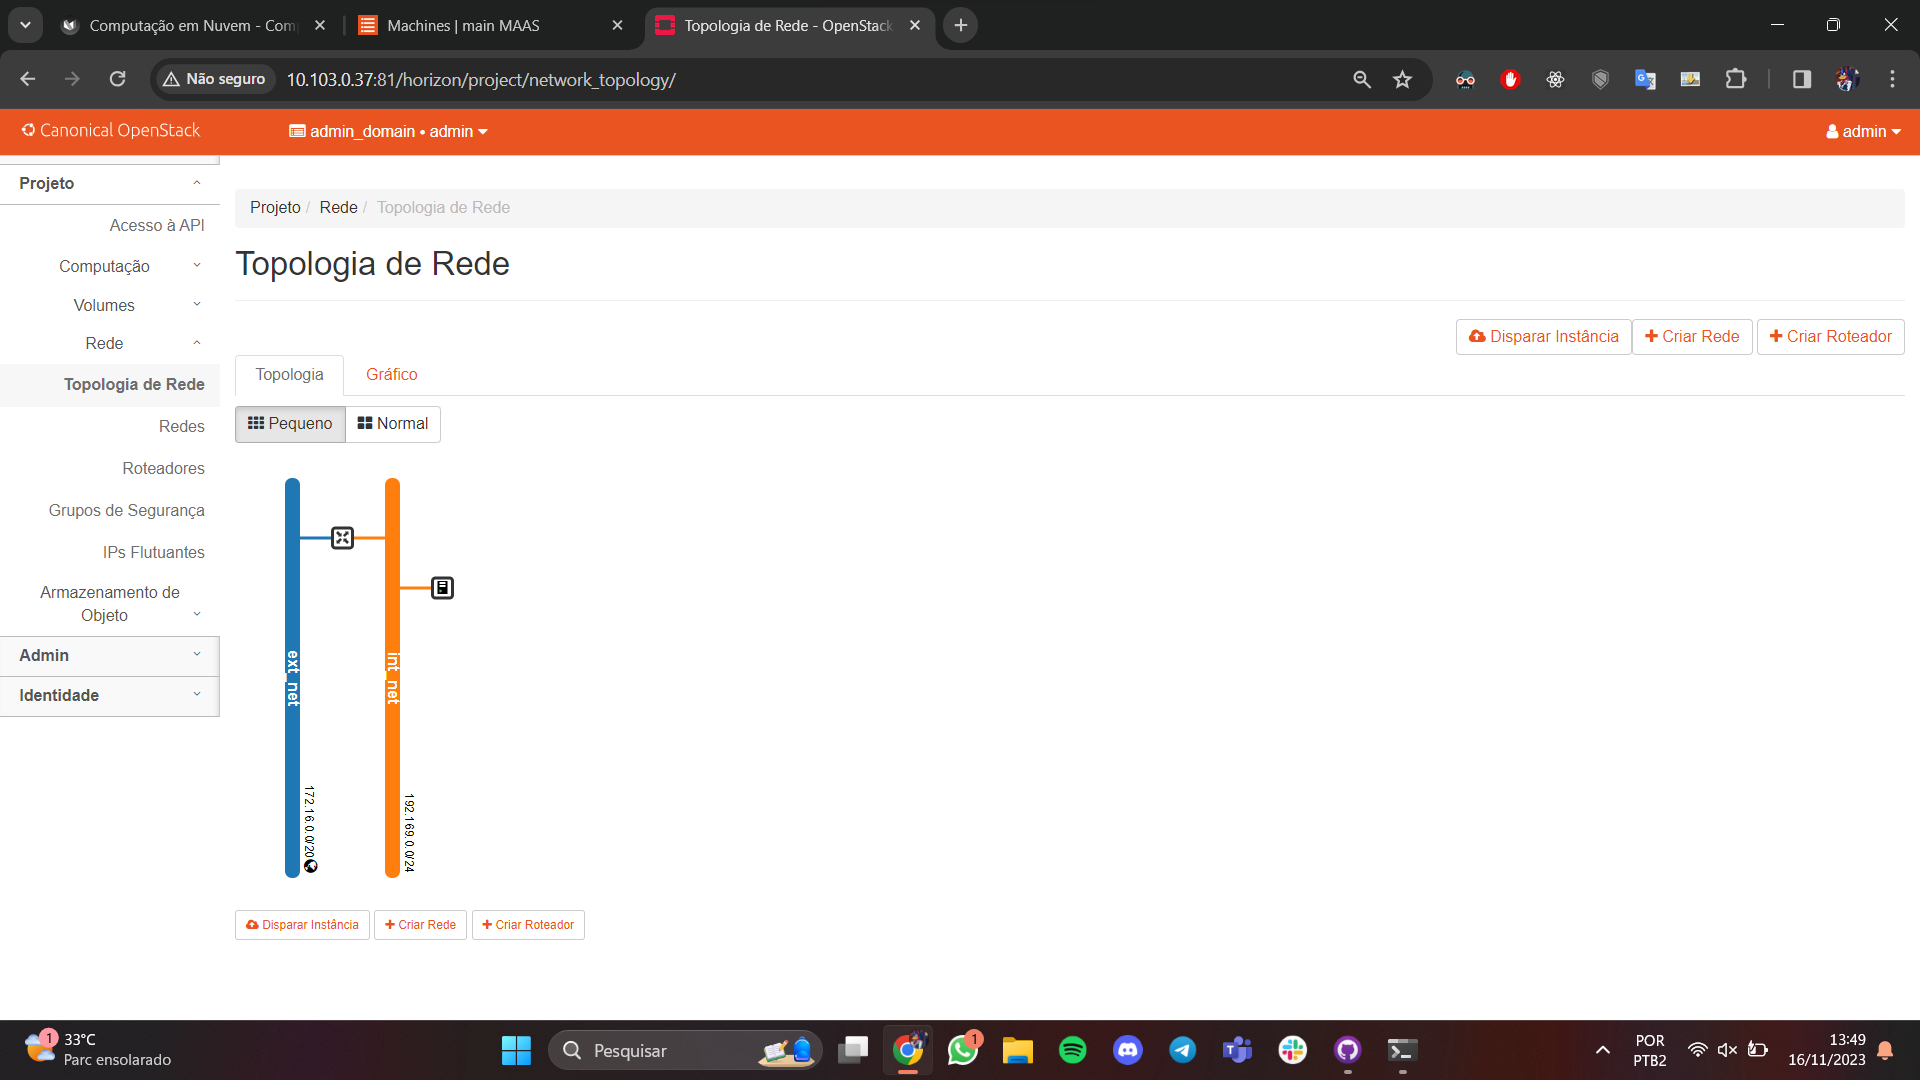 Computação em Nuvem - Com
Machines | main MAAS
Topologia de Rede - OpenStack
Não seguro
10.103.0.37:81/horizon/project/network_topology/
Canonical OpenStack
admin_domain • admin
admin
Projeto
Acesso à API
Computação
Volumes
Rede
Topologia de Rede
Redes
Roteadores
Grupos de Segurança
IPs Flutuantes
Armazenamento de
Objeto
Admin
Identidade
Projeto / Rede / Topologia de Rede
Topologia de Rede
Disparar Instância
Criar Rede
Criar Roteador
Topologia
Gráfico
Pequeno
Normal
ext_net
172.16.0.0/20
int_net
192.169.0.0/24
Disparar Instância
Criar Rede
Criar Roteador
1
33°C
Parc ensolarado
Pesquisar
1
POR
PTB2
13:49
16/11/2023